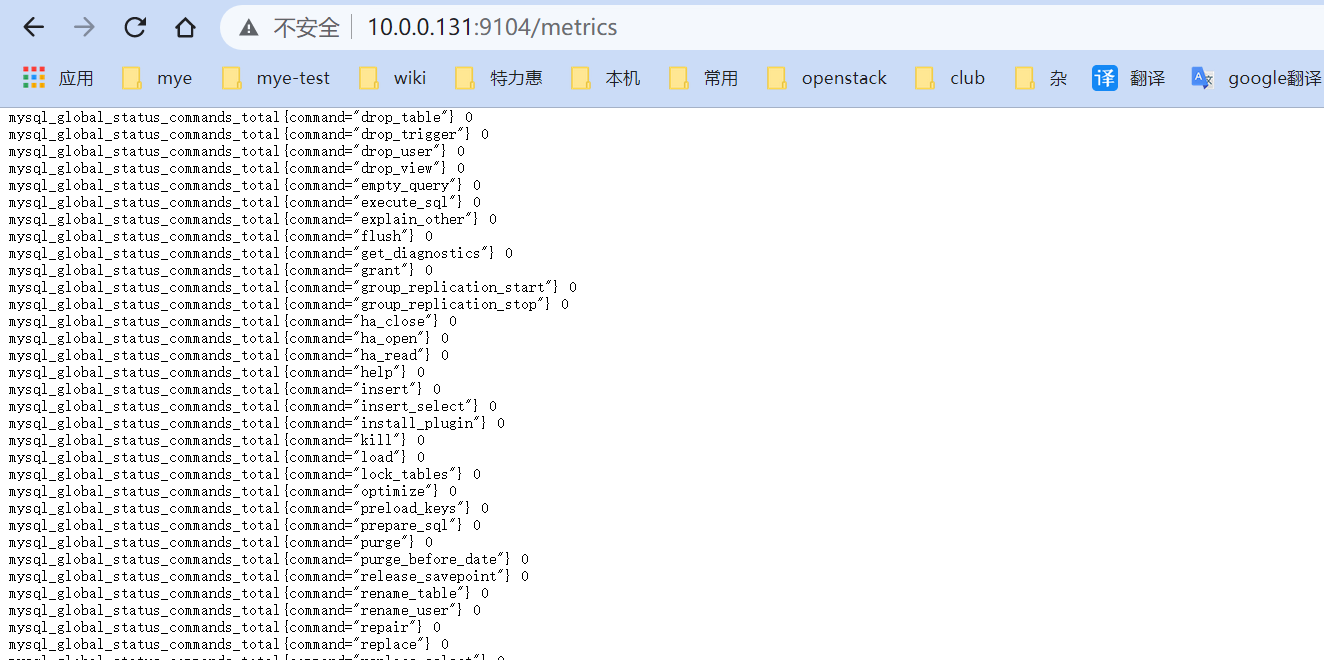 不安全 10.0.0.131:9104/metrics
应用 mye mye-test wiki 特力惠 本机 常用 openstack club 杂 译 翻译 google翻译
mysql_global_status_commands_total{command="drop_table"} 0
mysql_global_status_commands_total{command="drop_trigger"} 0
mysql_global_status_commands_total{command="drop_user"} 0
mysql_global_status_commands_total{command="drop_view"} 0
mysql_global_status_commands_total{command="empty_query"} 0
mysql_global_status_commands_total{command="execute_sql"} 0
mysql_global_status_commands_total{command="explain_other"} 0
mysql_global_status_commands_total{command="flush"} 0
mysql_global_status_commands_total{command="get_diagnostics"} 0
mysql_global_status_commands_total{command="grant"} 0
mysql_global_status_commands_total{command="group_replication_start"} 0
mysql_global_status_commands_total{command="group_replication_stop"} 0
mysql_global_status_commands_total{command="ha_close"} 0
mysql_global_status_commands_total{command="ha_open"} 0
mysql_global_status_commands_total{command="ha_read"} 0
mysql_global_status_commands_total{command="help"} 0
mysql_global_status_commands_total{command="insert"} 0
mysql_global_status_commands_total{command="insert_select"} 0
mysql_global_status_commands_total{command="install_plugin"} 0
mysql_global_status_commands_total{command="kill"} 0
mysql_global_status_commands_total{command="load"} 0
mysql_global_status_commands_total{command="lock_tables"} 0
mysql_global_status_commands_total{command="optimize"} 0
mysql_global_status_commands_total{command="preload_keys"} 0
mysql_global_status_commands_total{command="prepare_sql"} 0
mysql_global_status_commands_total{command="purge"} 0
mysql_global_status_commands_total{command="purge_before_date"} 0
mysql_global_status_commands_total{command="release_savepoint"} 0
mysql_global_status_commands_total{command="rename_table"} 0
mysql_global_status_commands_total{command="rename_user"} 0
mysql_global_status_commands_total{command="repair"} 0
mysql_global_status_commands_total{command="replace"} 0